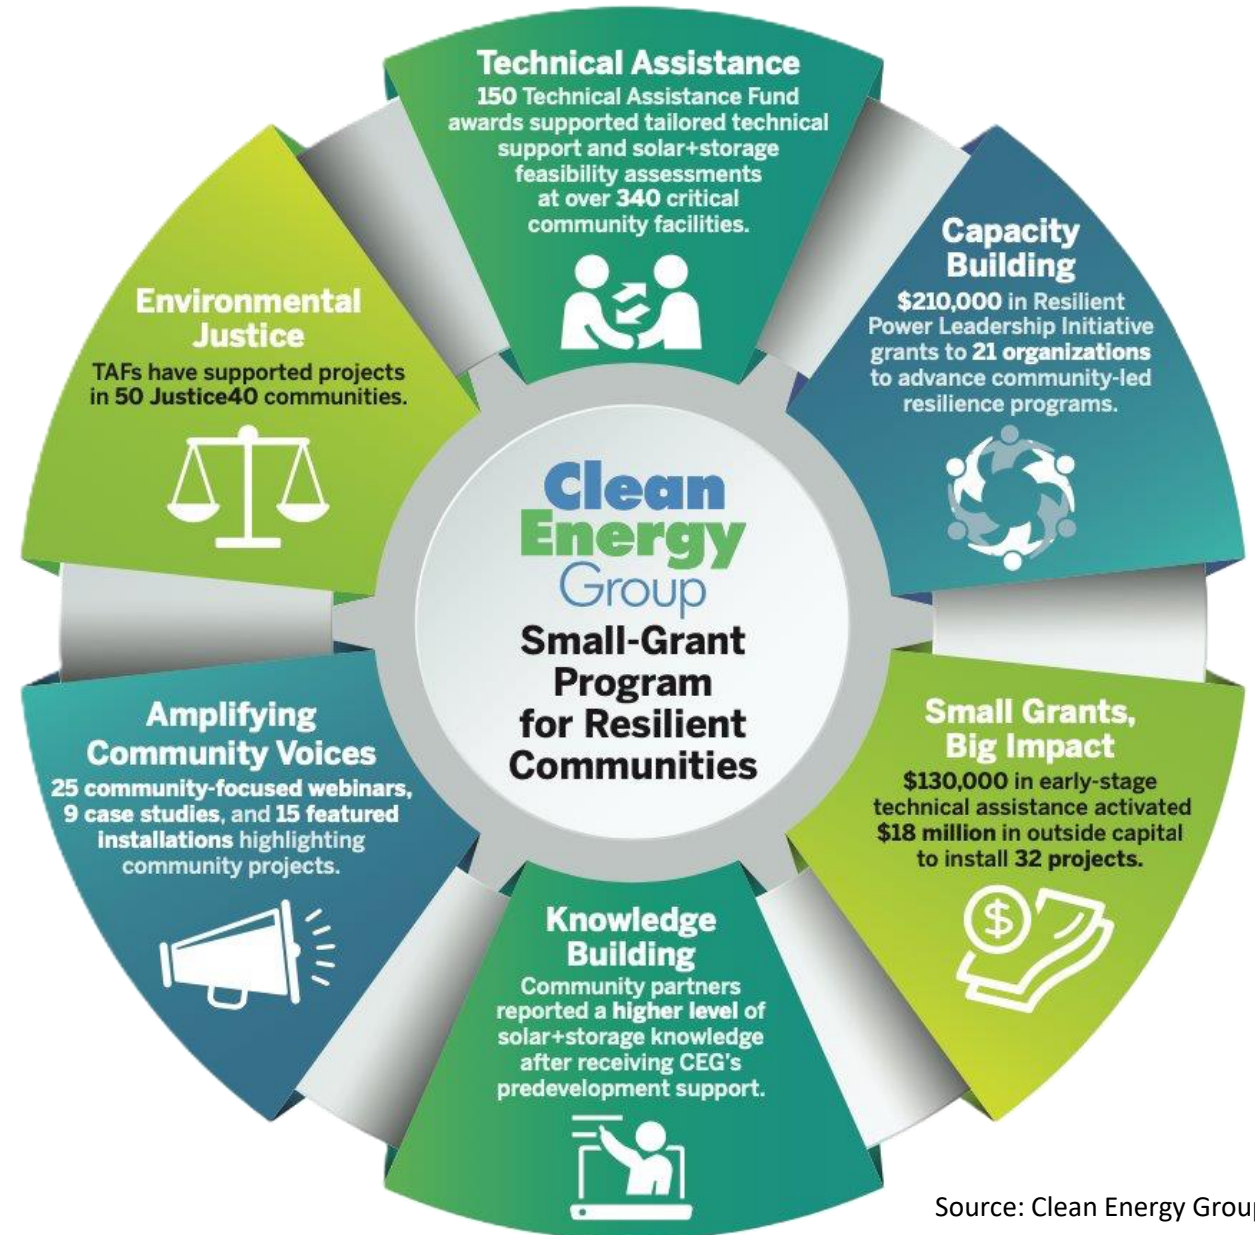 Technical Assistance
150 Technical Assistance Fund
awards supported tailored technical
support and solar+storage
feasibility assessments
at over 340 critical
community facilities.
Capacity
Building
$210,000 in Resilient
Power Leadership Initiative
grants to 21 organizations
to advance community-led
resilience programs.
Small Grants,
Big Impact
$130,000 in early-stage
technical assistance activated
$18 million in outside capital
to install 32 projects.
Knowledge
Building
Community partners
reported a higher level of
solar+storage knowledge
after receiving CEG's
predevelopment support.
Amplifying
Community Voices
25 community-focused webinars,
9 case studies, and 15 featured
installations highlighting
community projects.
Environmental
Justice
TAFs have supported projects
in 50 Justice40 communities.
Clean
Energy
Group
Small-Grant
Program
for Resilient
Communities
$
Source: Clean Energy Group